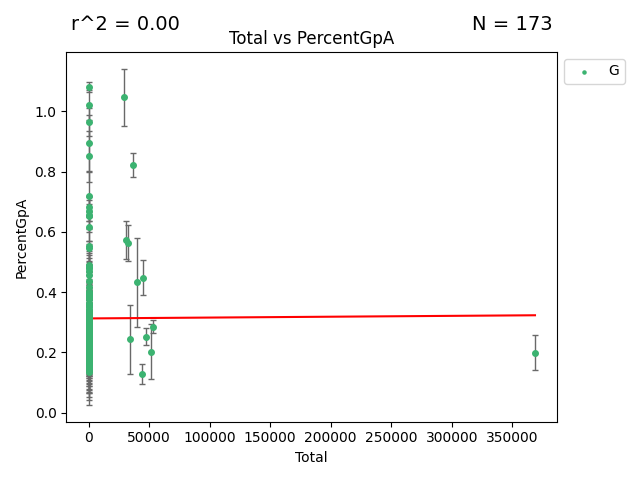 r^2 = 0.00
N = 173
Total vs PercentGpA
G
PercentGpA
1.0
0.8
0.6
0.4
0.2
0.0
0
50000
100000
150000
200000
250000
300000
350000
Total